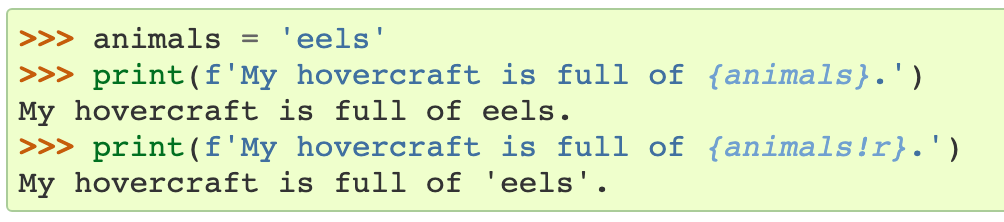 >>> animals = 'eels'
>>> print(f'My hovercraft is full of {animals}.')
My hovercraft is full of eels.
>>> print(f'My hovercraft is full of {animals!r}.')
My hovercraft is full of 'eels'.